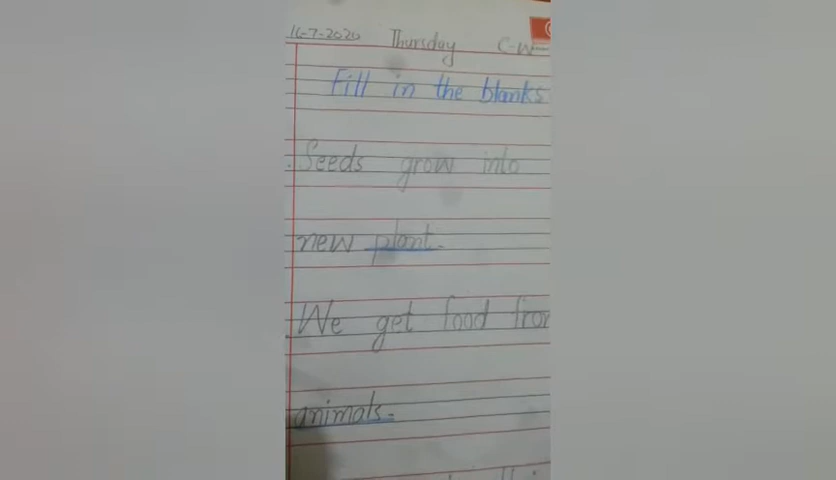 16-7-2020 Thursday C-W
Fill in the blanks
Seeds grow into
new plant.
We get food from
animals.